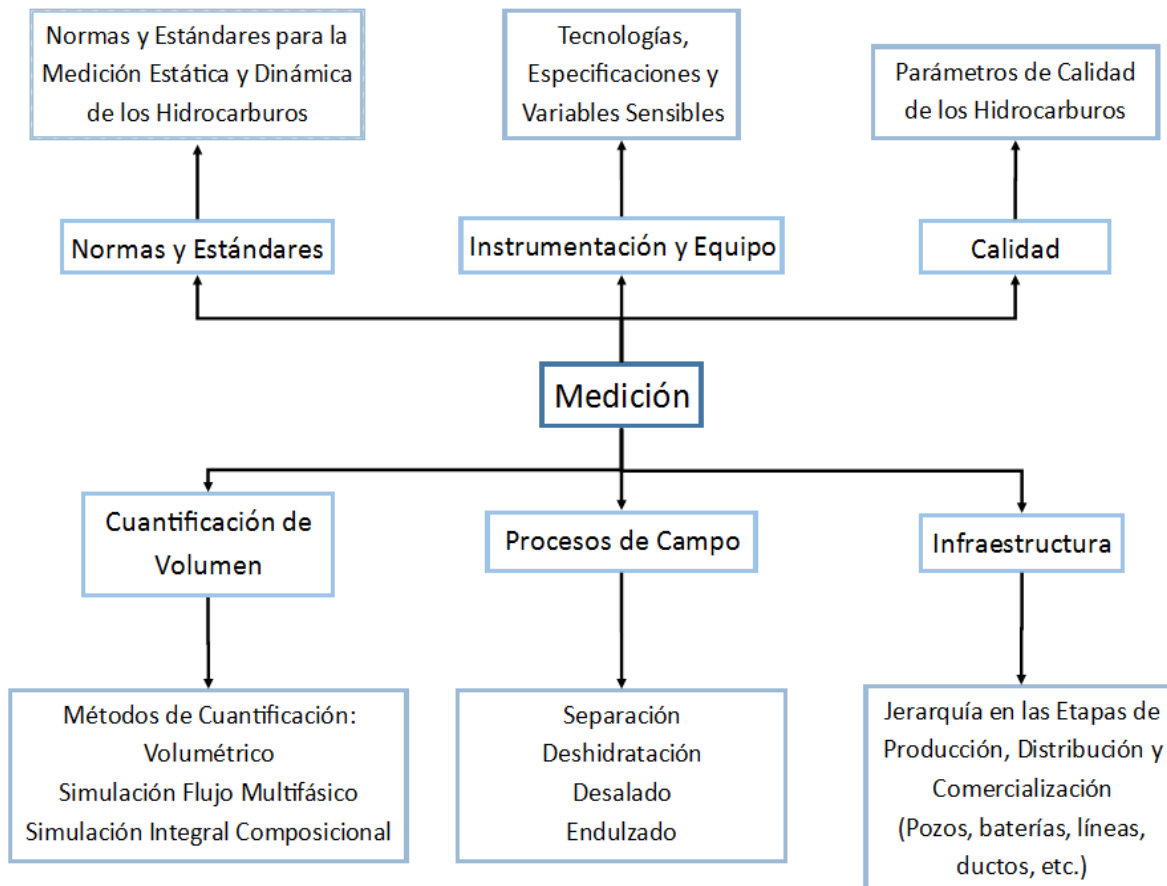 Normas y Estándares para la
Medición Estática y Dinámica
de los Hidrocarburos
Tecnologías,
Especificaciones y
Variables Sensibles
Parámetros de Calidad
de los Hidrocarburos
Normas y Estándares
Instrumentación y Equipo
Calidad
Medición
Cuantificación de
Volumen
Procesos de Campo
Infraestructura
Métodos de Cuantificación:
Volumétrico
Simulación Flujo Multifásico
Simulación Integral Composicional
Separación
Deshidratación
Desalado
Endulzado
Jerarquía en las Etapas de
Producción, Distribución y
Comercialización
(Pozos, baterías, líneas,
ductos, etc.)